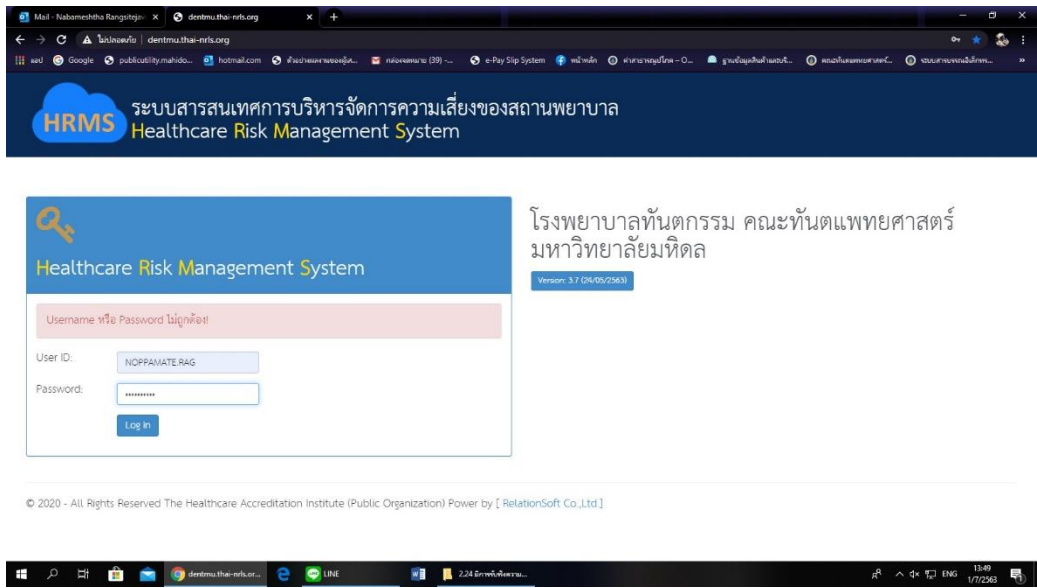 Mail - Nabameshtha Rangsiteja
dentmu.thai-nrls.org
ไม่ปลอดภัย | dentmu.thai-nrls.org
แอป Google publicutility.mahido... hotmail.com e-Pay Slip System หน้าหลัก
HRMS
ระบบสารสนเทศการบริหารจัดการความเสี่ยงของสถานพยาบาล
Healthcare Risk Management System
Healthcare Risk Management System
Username หรือ Password ไม่ถูกต้อง!
User ID:
NOPPAMATE.RAG
Password:
••••••••••
Log in
โรงพยาบาลทันตกรรม คณะทันตแพทยศาสตร์
มหาวิทยาลัยมหิดล
Version: 3.7 (24/05/2563)
© 2020 - All Rights Reserved The Healthcare Accreditation Institute (Public Organization) Power by [ RelationSoft Co.,Ltd.]
dentmu.thai-nrls.or...
LINE
ENG
13:49
1/7/2563